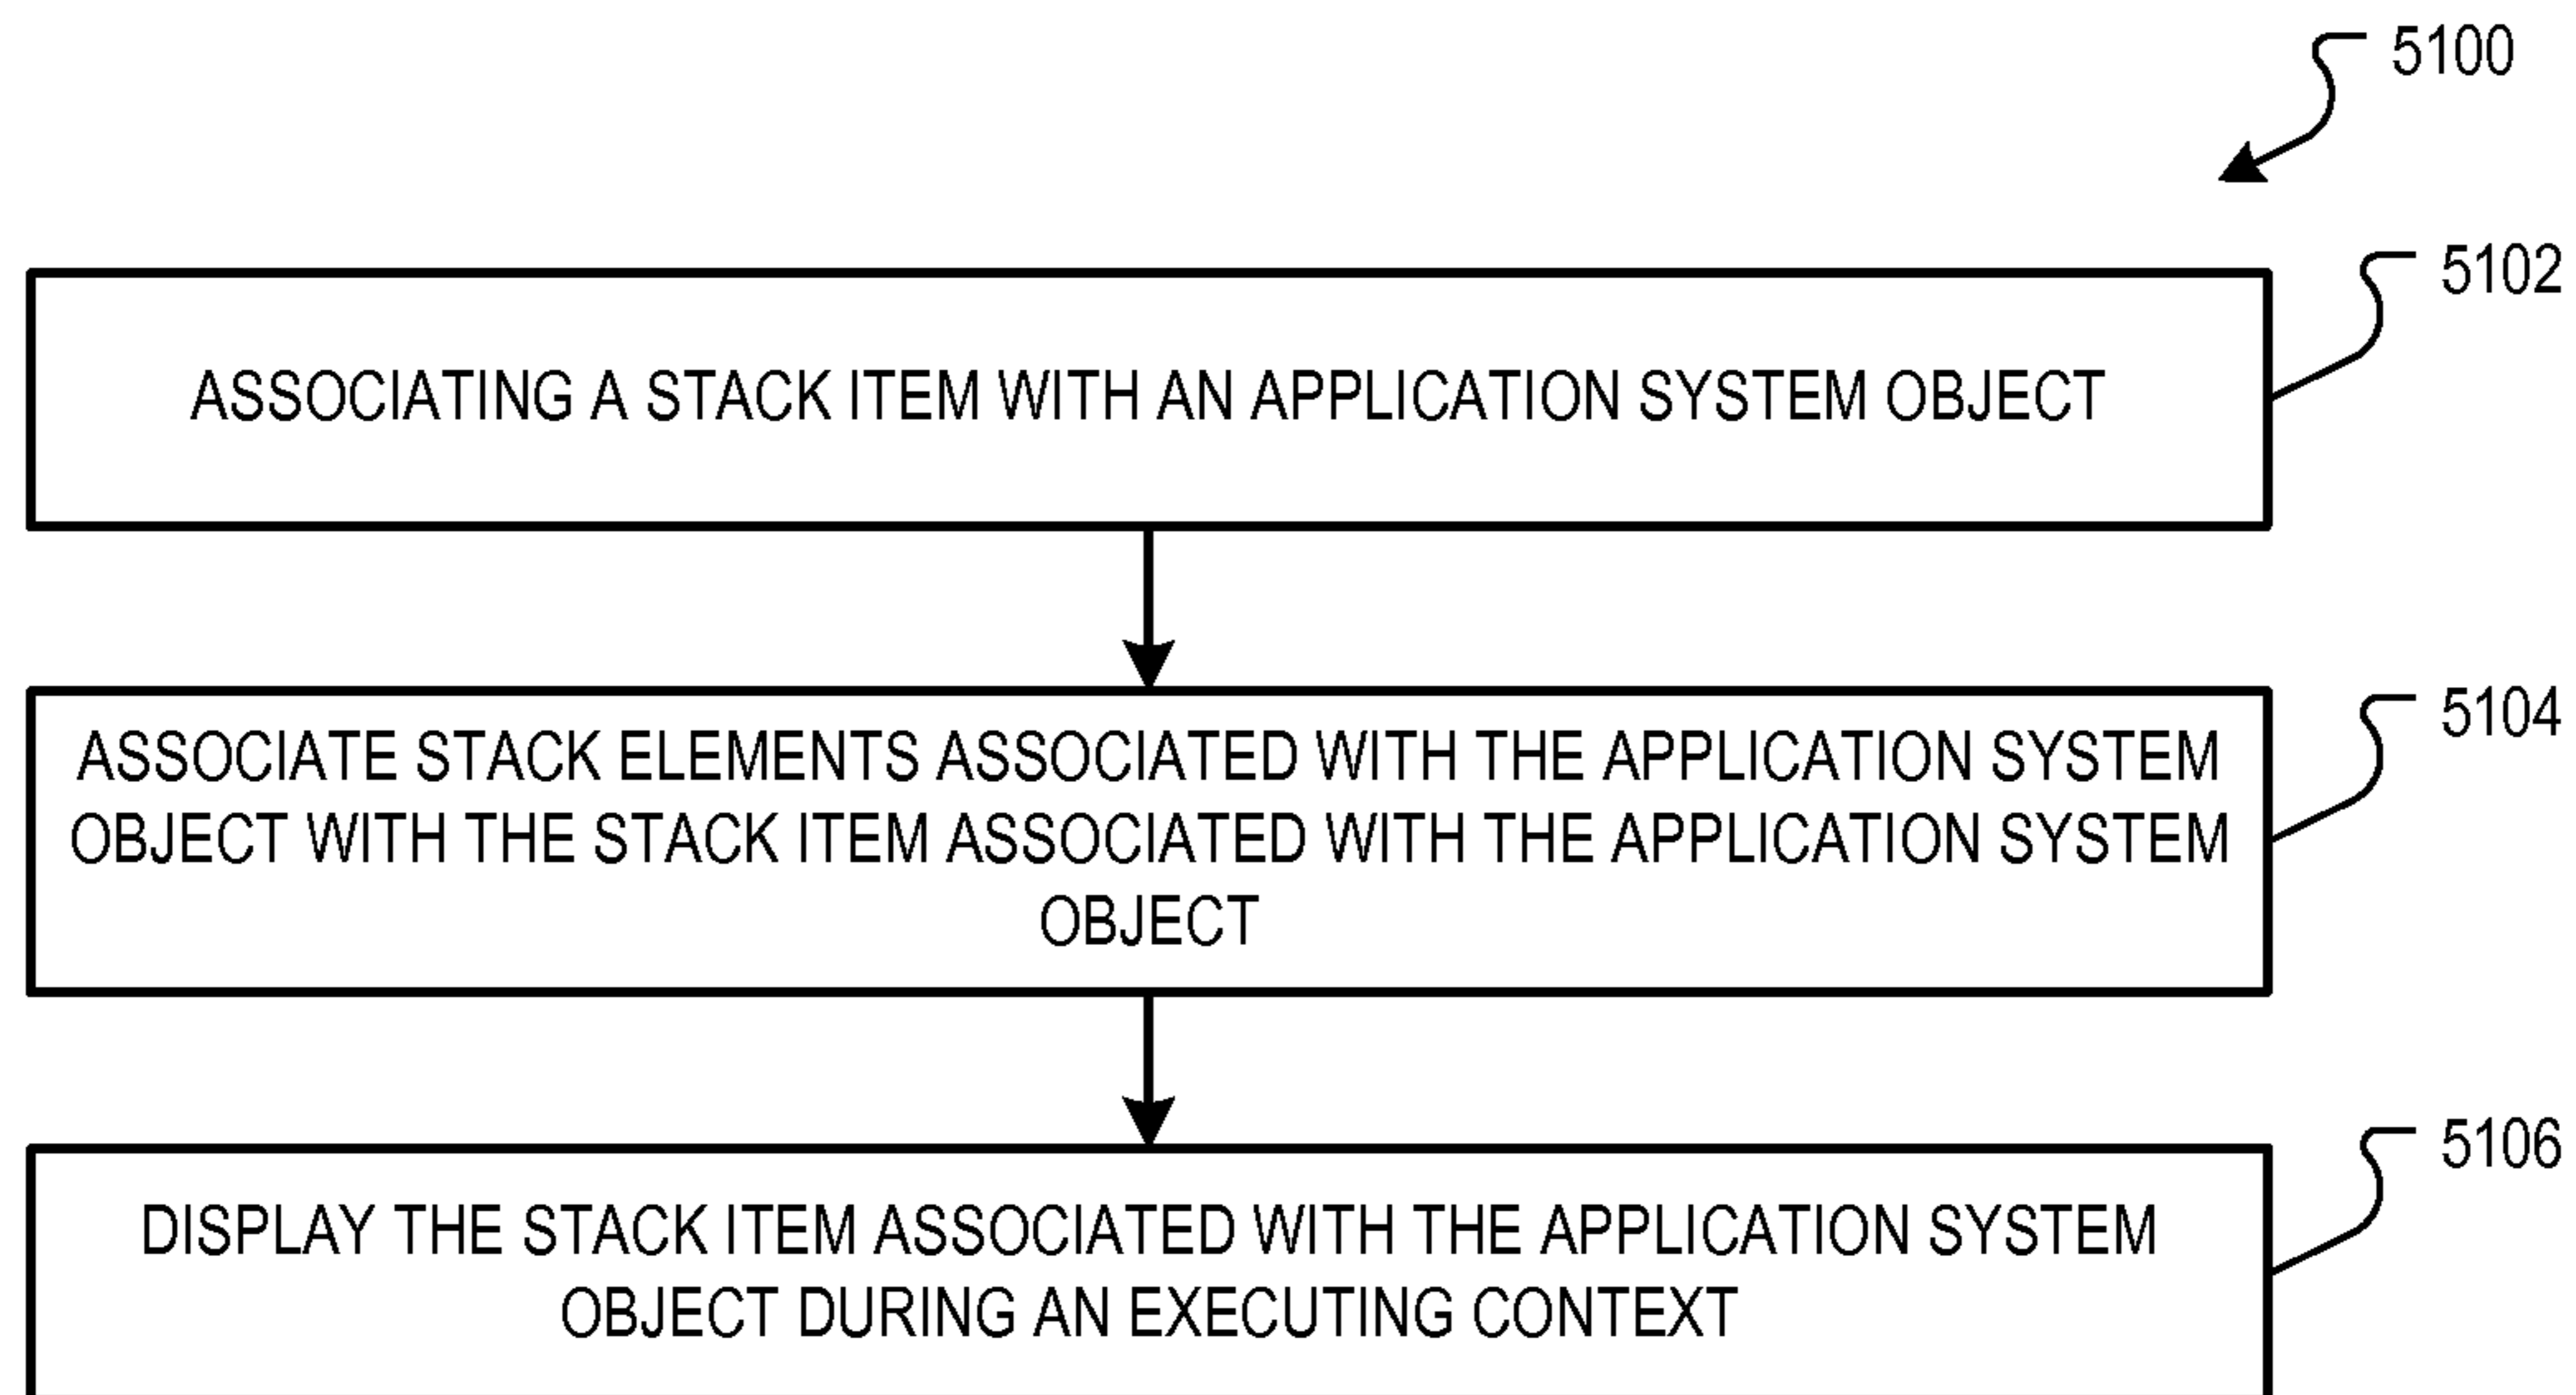 5100
5102
ASSOCIATING A STACK ITEM WITH AN APPLICATION SYSTEM OBJECT
5104
ASSOCIATE STACK ELEMENTS ASSOCIATED WITH THE APPLICATION SYSTEM
OBJECT WITH THE STACK ITEM ASSOCIATED WITH THE APPLICATION SYSTEM
OBJECT
5106
DISPLAY THE STACK ITEM ASSOCIATED WITH THE APPLICATION SYSTEM
OBJECT DURING AN EXECUTING CONTEXT